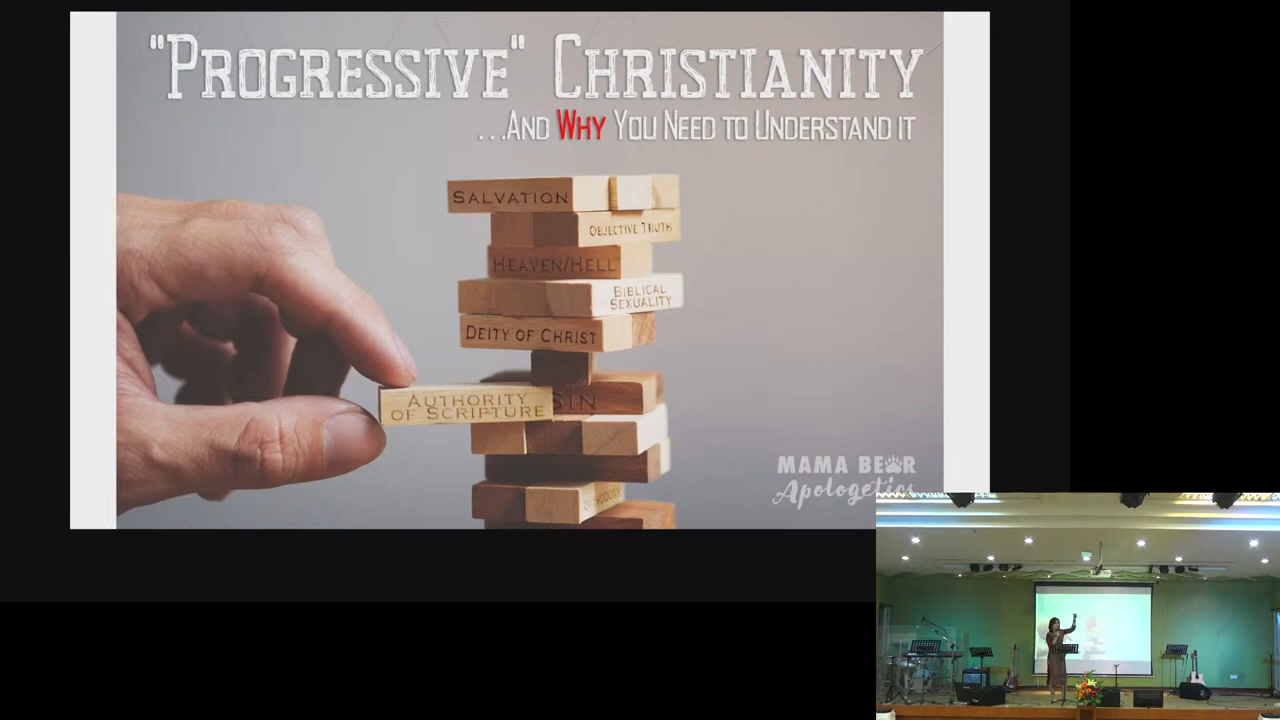 "PROGRESSIVE" CHRISTIANITY
...AND WHY YOU NEED TO UNDERSTAND IT
SALVATION
OBJECTIVE TRUTH
HEAVEN/HELL
BIBLICAL
SEXUALITY
DEITY OF CHRIST
AUTHORITY
OF SCRIPTURE
SIN
ORTHODOXY
MAMA BEAR
Apologetics